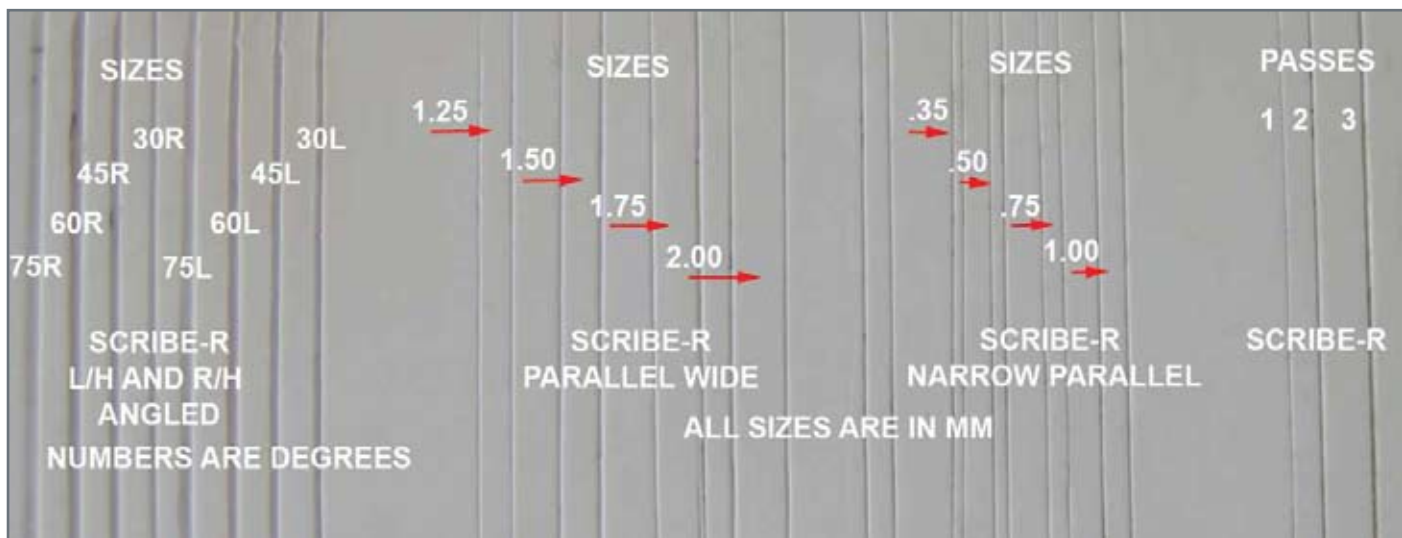 SIZES
30R
30L
45R
45L
60R
60L
75R
75L
SCRIBE-R
L/H AND R/H
ANGLED
NUMBERS ARE DEGREES
SIZES
1.25
1.50
1.75
2.00
SCRIBE-R
PARALLEL WIDE
SIZES
.35
.50
.75
1.00
SCRIBE-R
NARROW PARALLEL
ALL SIZES ARE IN MM
PASSES
1 2 3
SCRIBE-R